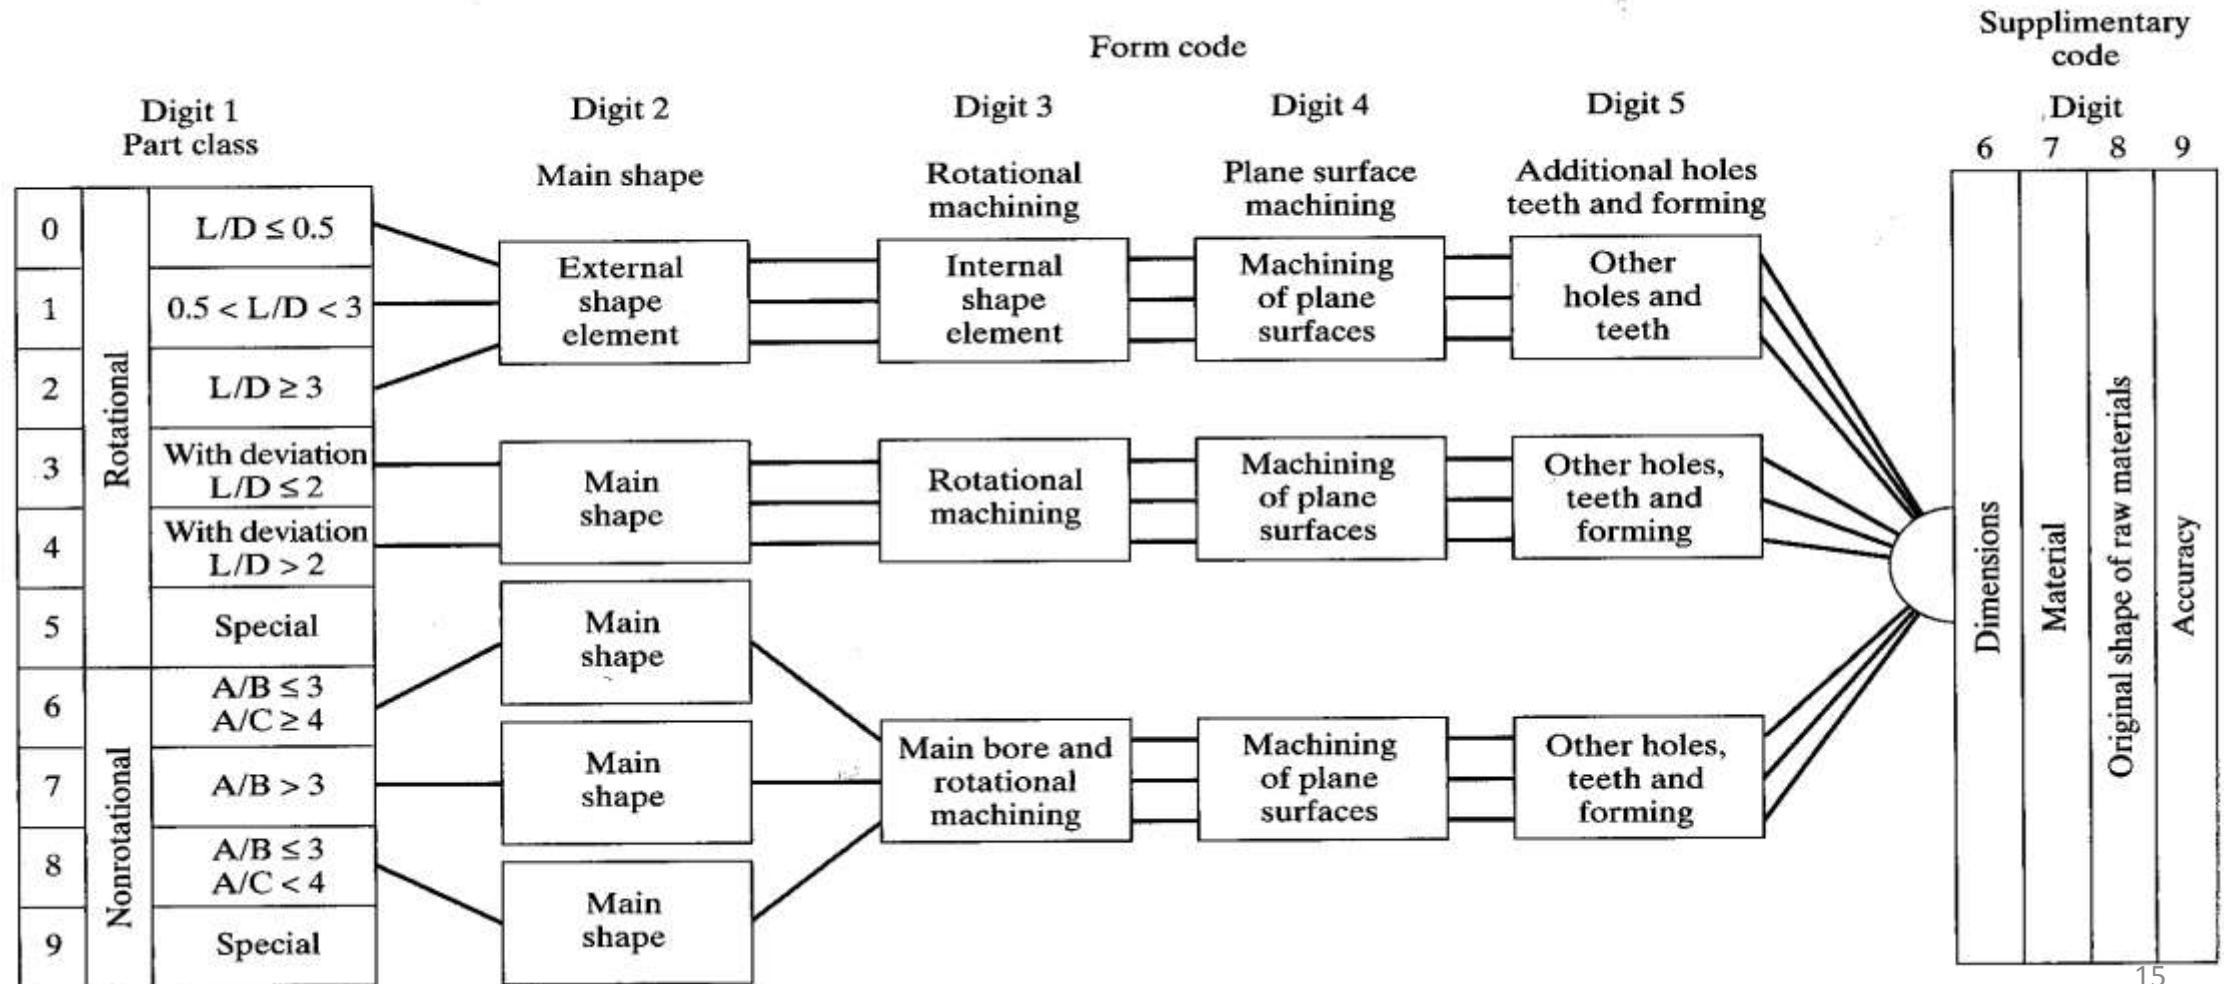 Form code
Supplimentary
code
Digit 1
Part class
Digit 2
Main shape
Digit 3
Rotational
machining
Digit 4
Plane surface
machining
Digit 5
Additional holes
teeth and forming
Digit
6 7 8 9
Rotational
0 L/D ≤ 0.5
1 0.5 < L/D < 3
2 L/D ≥ 3
3 With deviation
L/D ≤ 2
4 With deviation
L/D > 2
5 Special
Nonrotational
6 A/B ≤ 3
A/C ≥ 4
7 A/B > 3
8 A/B ≤ 3
A/C < 4
9 Special
External
shape
element
Internal
shape
element
Machining
of plane
surfaces
Other
holes and
teeth
Main
shape
Rotational
machining
Machining
of plane
surfaces
Other holes,
teeth and
forming
Main
shape
Main
shape
Main
shape
Main bore and
rotational
machining
Machining
of plane
surfaces
Other holes,
teeth and
forming
Dimensions
Material
Original shape of raw materials
Accuracy
15